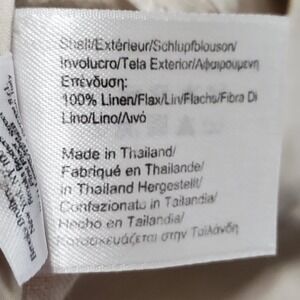 Shell/Extérieur/Schlupfblouson/
Involucro/Tela Exterior/Αφαιρουμενη
Επένδυση:
100% Linen/Flax/Lin/Flachs/Fibra Di
Lino/Lino/Λινό
Made in Thailand/
Fabriqué en Thaïlande/
in Thailand Hergestellt/
Confezionato in Tailandia/
Hecho en Tailandia/
Κατασκευάζεται στην Ταϊλάνδη